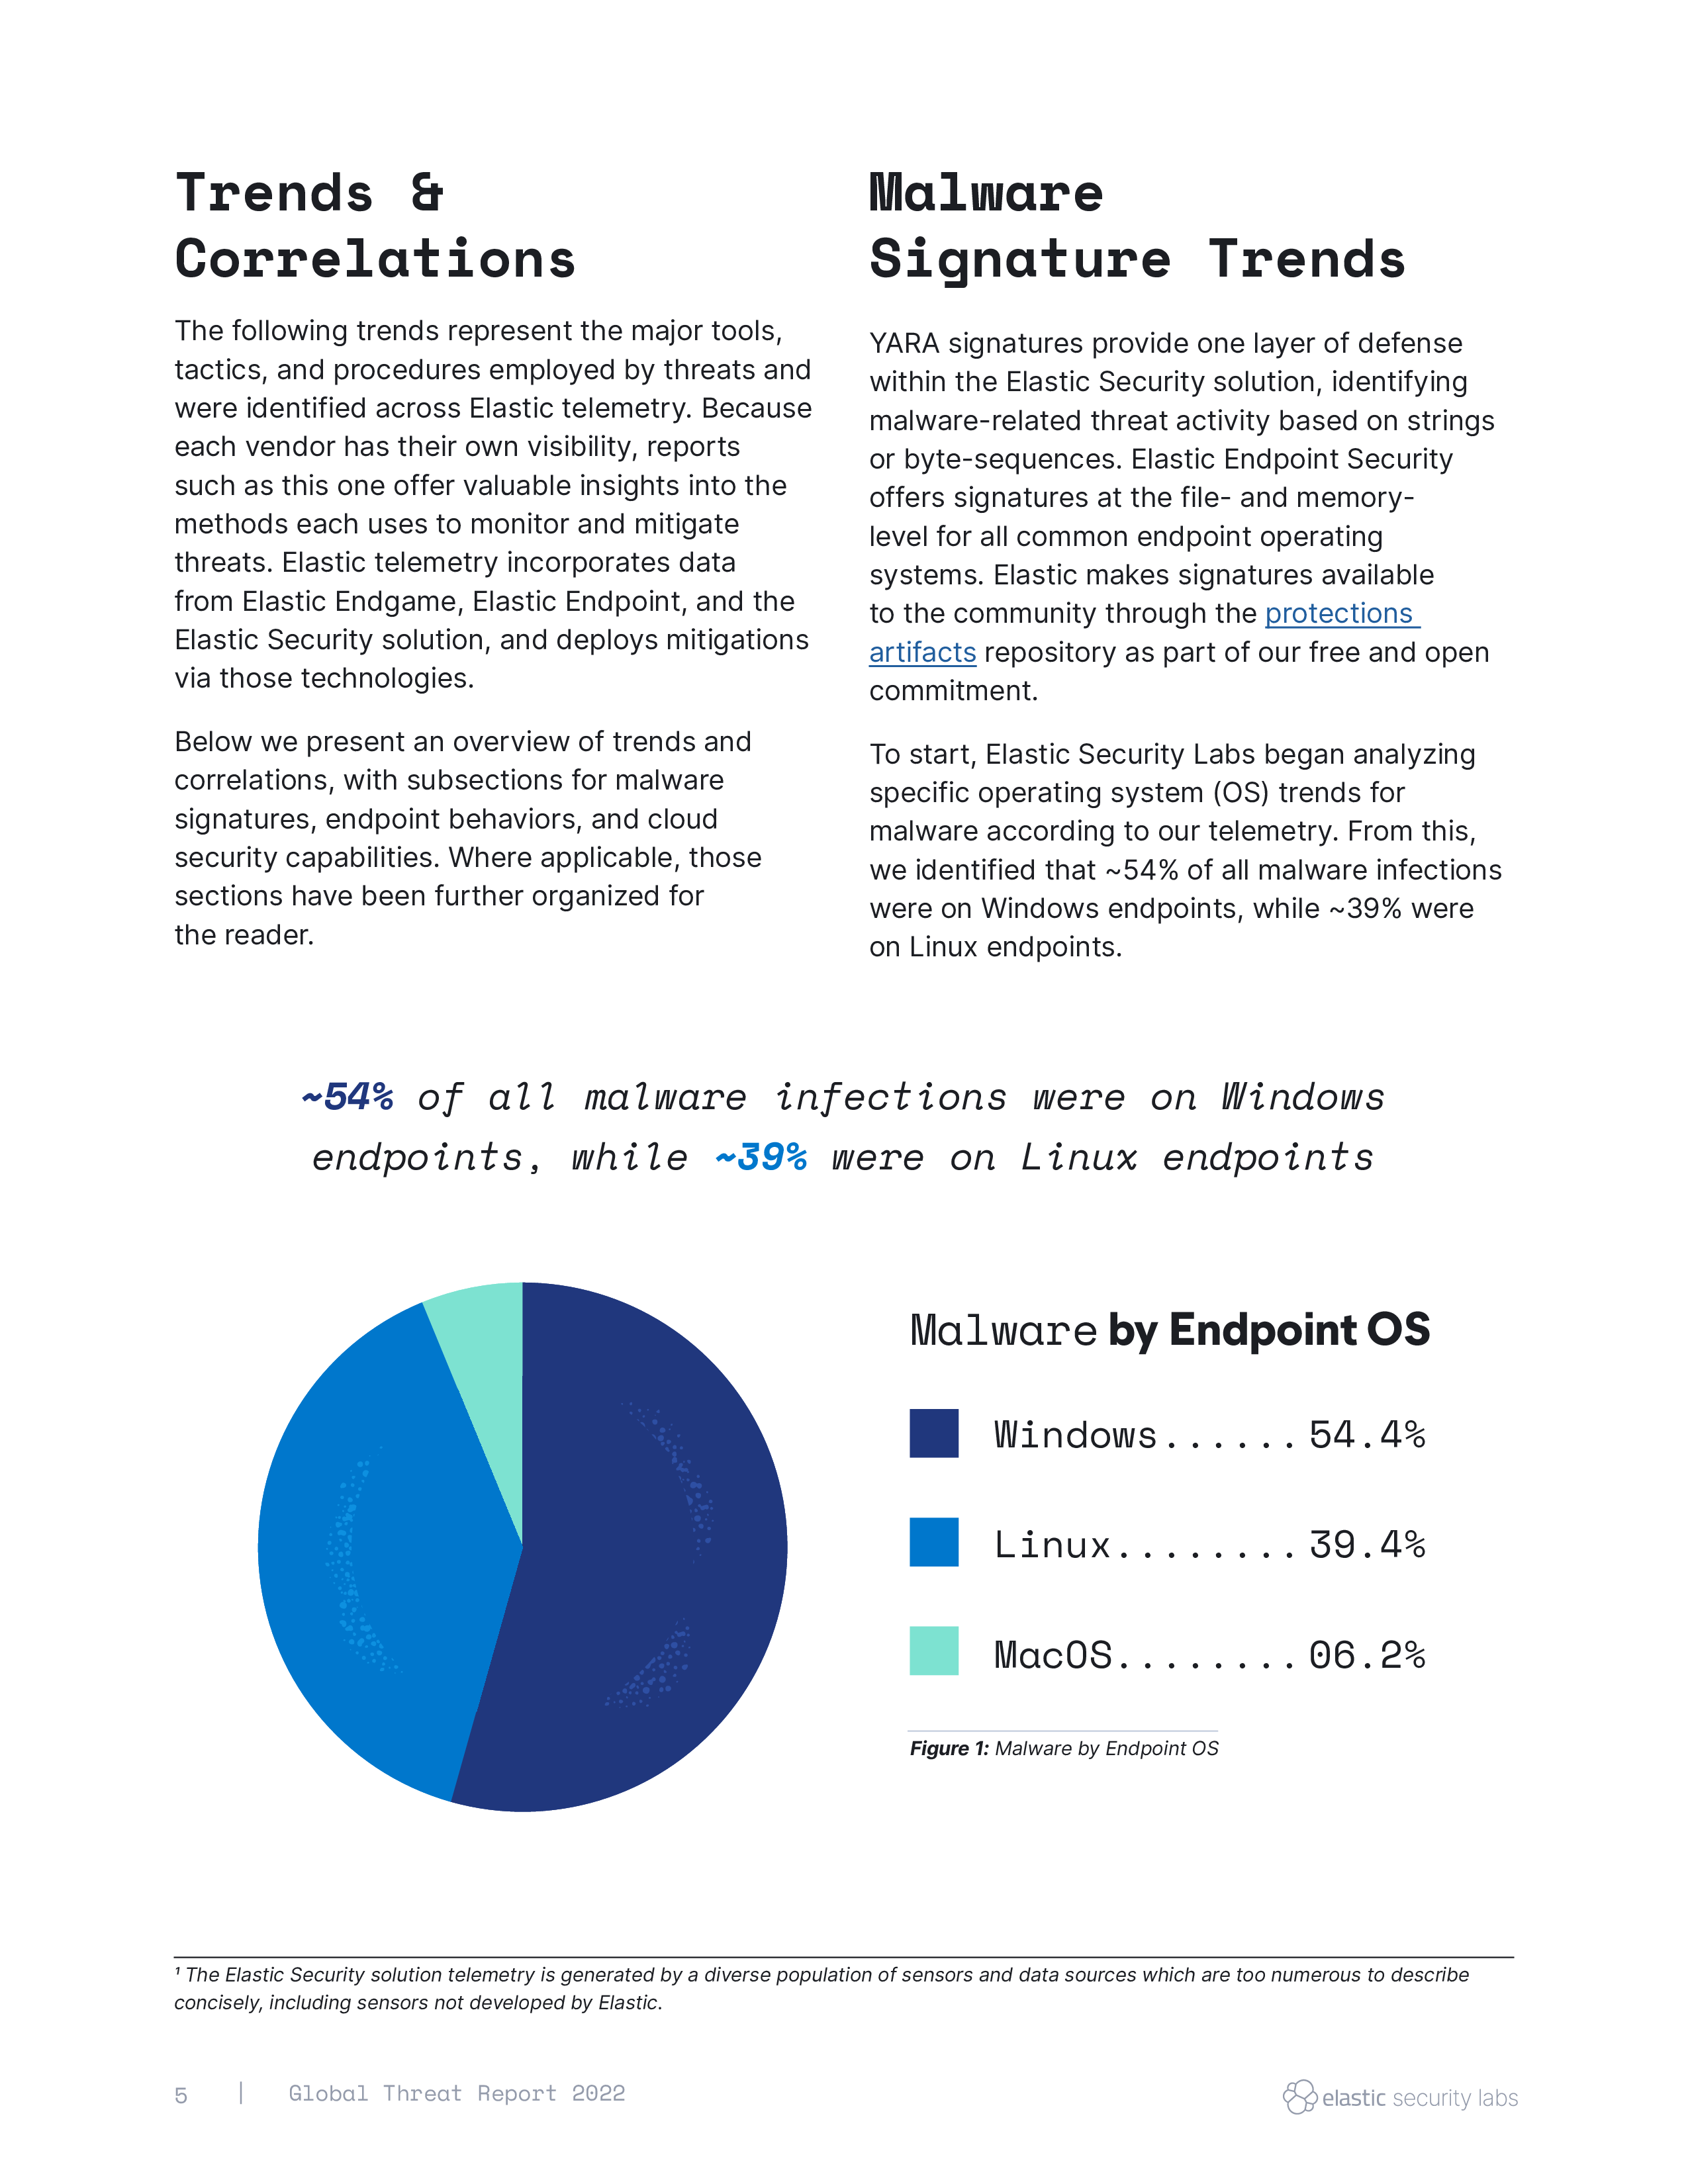 Trends &
Correlations
The following trends represent the major tools,
tactics, and procedures employed by threats and
were identified across Elastic telemetry. Because
each vendor has their own visibility, reports
such as this one offer valuable insights into the
methods each uses to monitor and mitigate
threats. Elastic telemetry incorporates data
from Elastic Endgame, Elastic Endpoint, and the
Elastic Security solution, and deploys mitigations
via those technologies.
Below we present an overview of trends and
correlations, with subsections for malware
signatures, endpoint behaviors, and cloud
security capabilities. Where applicable, those
sections have been further organized for
the reader.
Malware
Signature Trends
YARA signatures provide one layer of defense
within the Elastic Security solution, identifying
malware-related threat activity based on strings
or byte-sequences. Elastic Endpoint Security
offers signatures at the file- and memory-
level for all common endpoint operating
systems. Elastic makes signatures available
to the community through the protections
artifacts repository as part of our free and open
commitment.
To start, Elastic Security Labs began analyzing
specific operating system (OS) trends for
malware according to our telemetry. From this,
we identified that ~54% of all malware infections
were on Windows endpoints, while ~39% were
on Linux endpoints.
~54% of all malware infections were on Windows
endpoints, while ~39% were on Linux endpoints
Malware by Endpoint OS
Windows......54.4%
Linux........39.4%
MacOS........06.2%
Figure 1: Malware by Endpoint OS
¹ The Elastic Security solution telemetry is generated by a diverse population of sensors and data sources which are too numerous to describe
concisely, including sensors not developed by Elastic.
5 | Global Threat Report 2022
elastic security labs